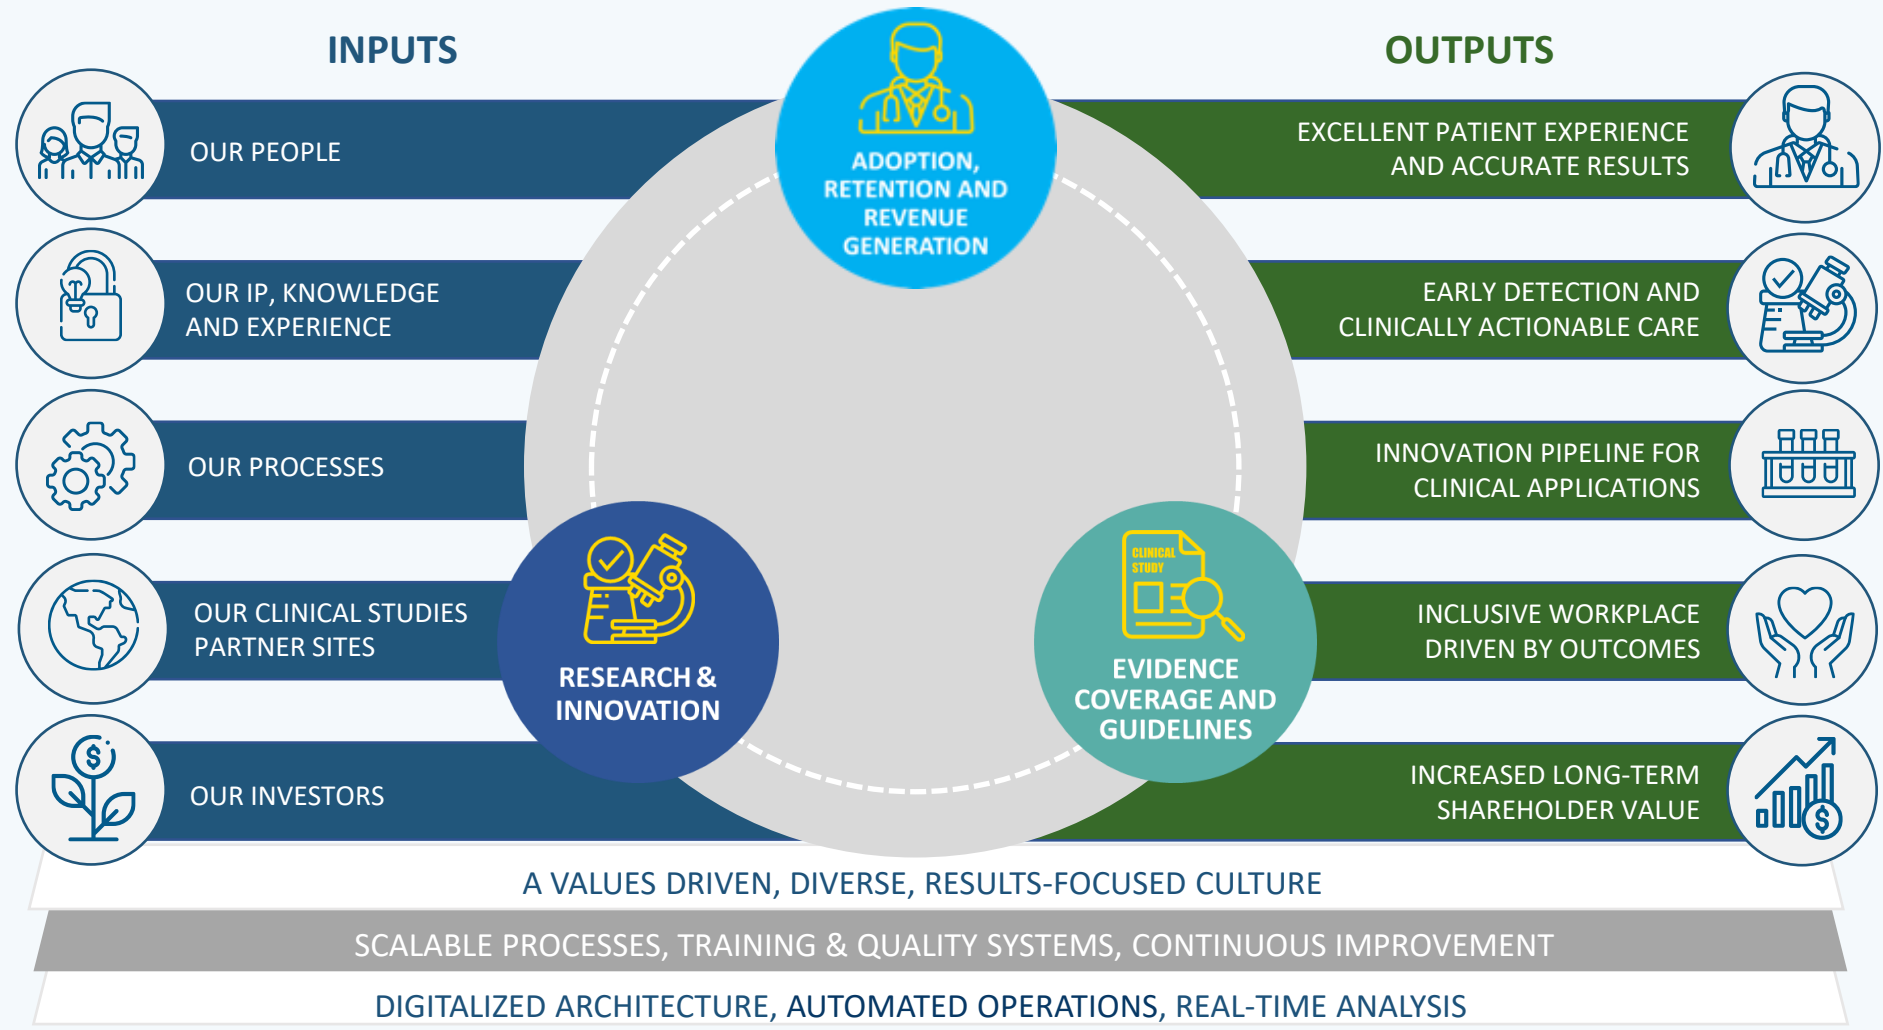 INPUTS
OUR PEOPLE
OUR IP, KNOWLEDGE
AND EXPERIENCE
OUR PROCESSES
OUR CLINICAL STUDIES
PARTNER SITES
OUR INVESTORS
ADOPTION,
RETENTION AND
REVENUE
GENERATION
RESEARCH &
INNOVATION
CLINICAL
STUDY
EVIDENCE
COVERAGE AND
GUIDELINES
OUTPUTS
EXCELLENT PATIENT EXPERIENCE
AND ACCURATE RESULTS
EARLY DETECTION AND
CLINICALLY ACTIONABLE CARE
INNOVATION PIPELINE FOR
CLINICAL APPLICATIONS
INCLUSIVE WORKPLACE
DRIVEN BY OUTCOMES
INCREASED LONG-TERM
SHAREHOLDER VALUE
A VALUES DRIVEN, DIVERSE, RESULTS-FOCUSED CULTURE
SCALABLE PROCESSES, TRAINING & QUALITY SYSTEMS, CONTINUOUS IMPROVEMENT
DIGITALIZED ARCHITECTURE, AUTOMATED OPERATIONS, REAL-TIME ANALYSIS